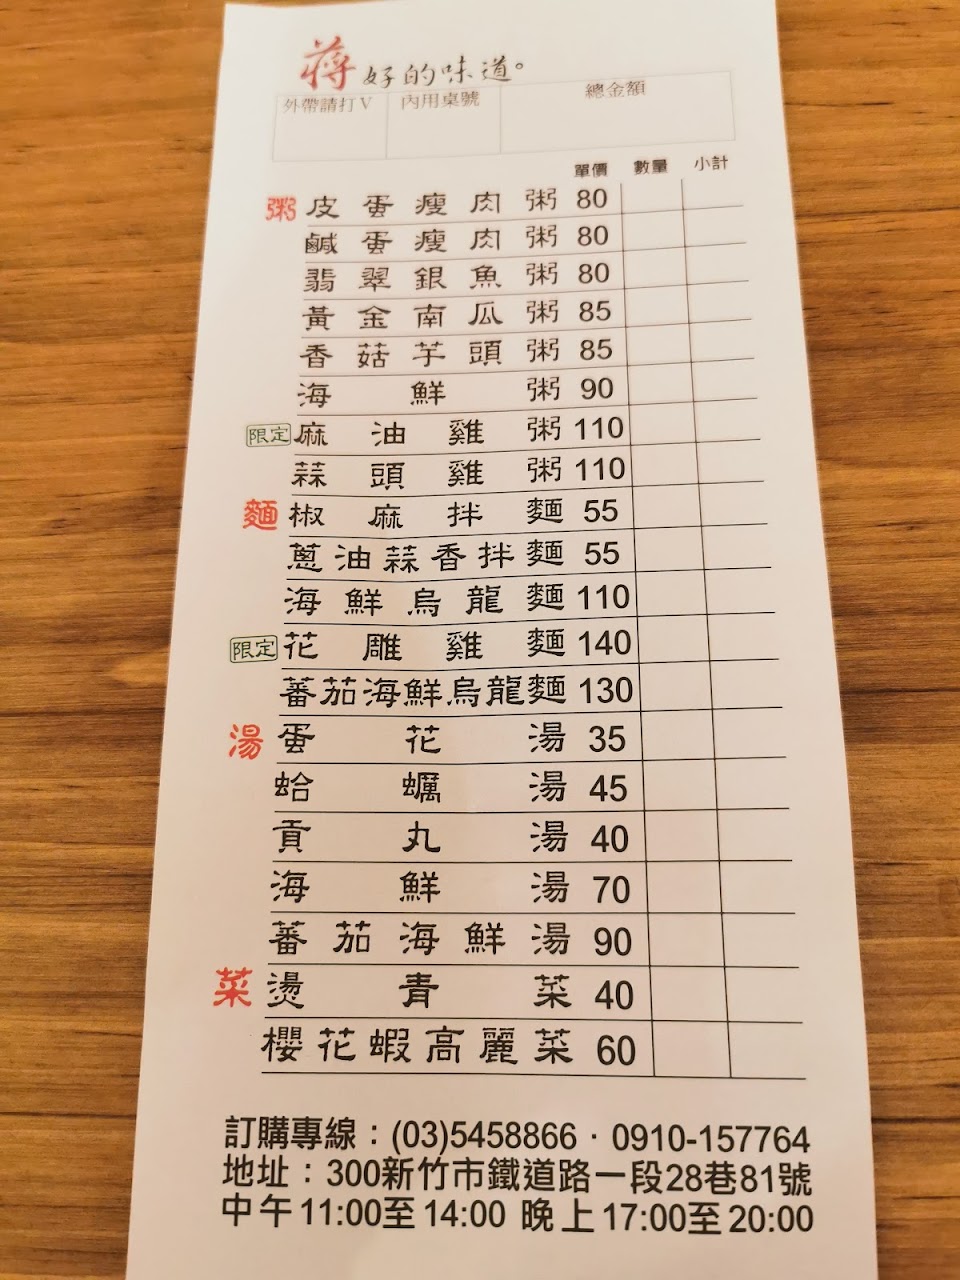 蔣 好的味道。
外帶請打V 內用桌號 總金額
單價 數量 小計
粥 皮蛋瘦肉粥 80
鹹蛋瘦肉粥 80
翡翠銀魚粥 80
黃金南瓜粥 85
香菇芋頭粥 85
海鮮粥 90
限定 麻油雞粥 110
蒜頭雞粥 110
麵 椒麻拌麵 55
蔥油蒜香拌麵 55
海鮮烏龍麵 110
限定 花雕雞麵 140
蕃茄海鮮烏龍麵 130
湯 蛋花湯 35
蛤蠣湯 45
貢丸湯 40
海鮮湯 70
蕃茄海鮮湯 90
菜 燙青菜 40
櫻花蝦高麗菜 60
訂購專線：(03)5458866．0910-157764
地址：300新竹市鐵道路一段28巷81號
中午11:00至14:00 晚上17:00至20:00